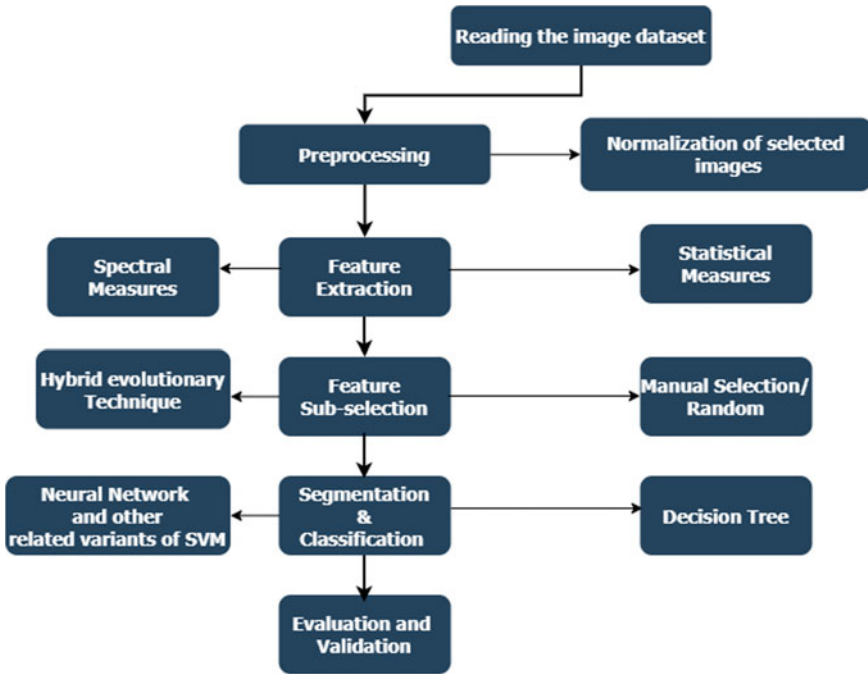 Reading the image dataset
Preprocessing
Normalization of selected
images
Spectral
Measures
Feature
Extraction
Statistical
Measures
Hybrid evolutionary
Technique
Feature
Sub-selection
Manual Selection/
Random
Neural Network
and other
related variants of SVM
Segmentation
&
Classification
Decision Tree
Evaluation and
Validation